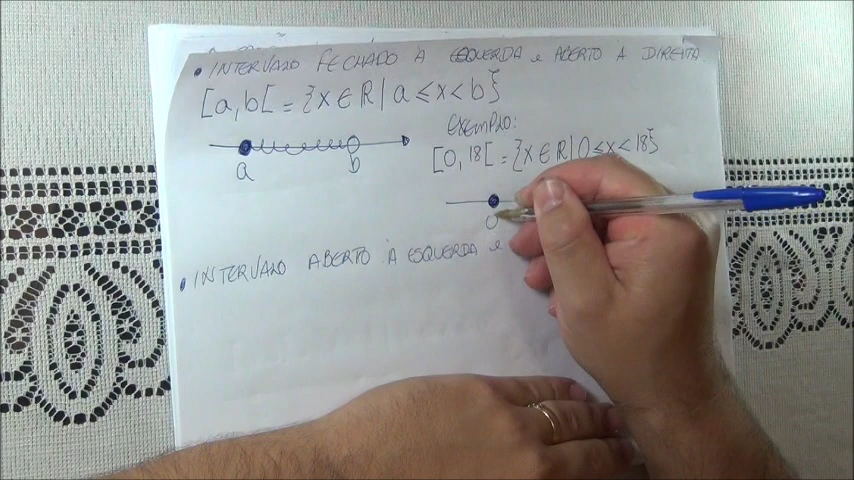 • INTERVALO FECHADO À ESQUERDA e ABERTO À DIREITA.
[a,b[ = {x ∈ R | a ≤ x < b}
a b
EXEMPLO:
[0,18[ = {x ∈ R | 0 ≤ x < 18}
0
• INTERVALO ABERTO À ESQUERDA e